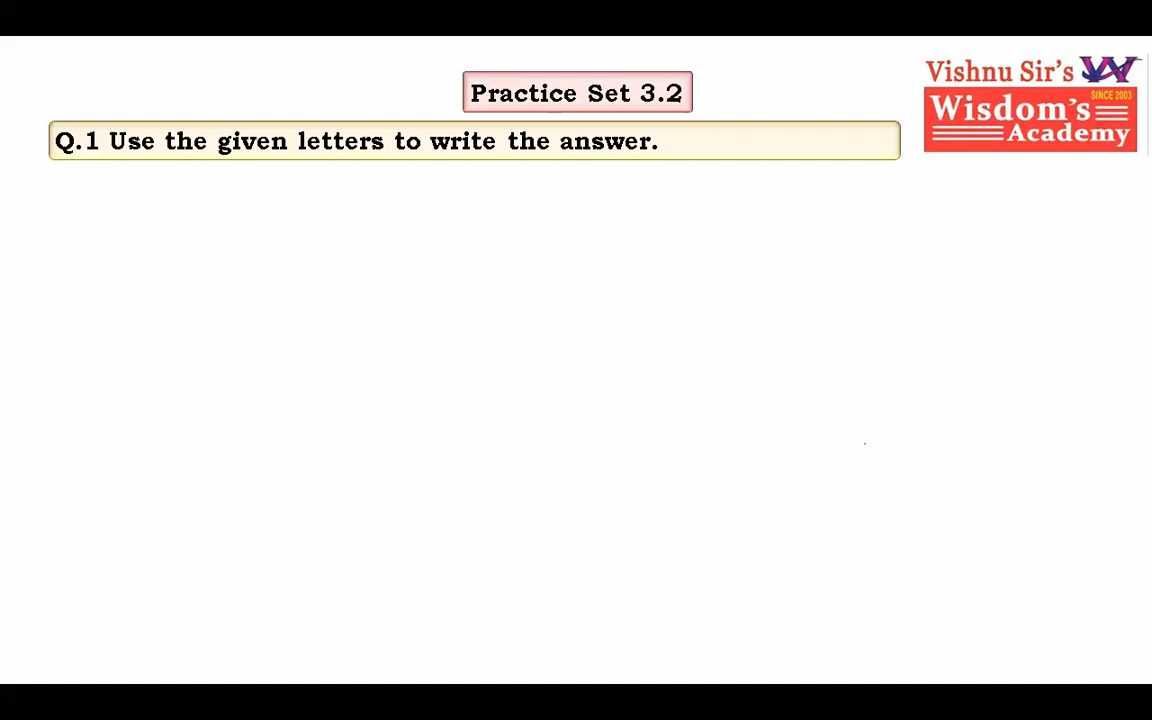 Practice Set 3.2
Vishnu Sir's
SINCE 2003
Wisdom's
Academy
Q.1 Use the given letters to write the answer.